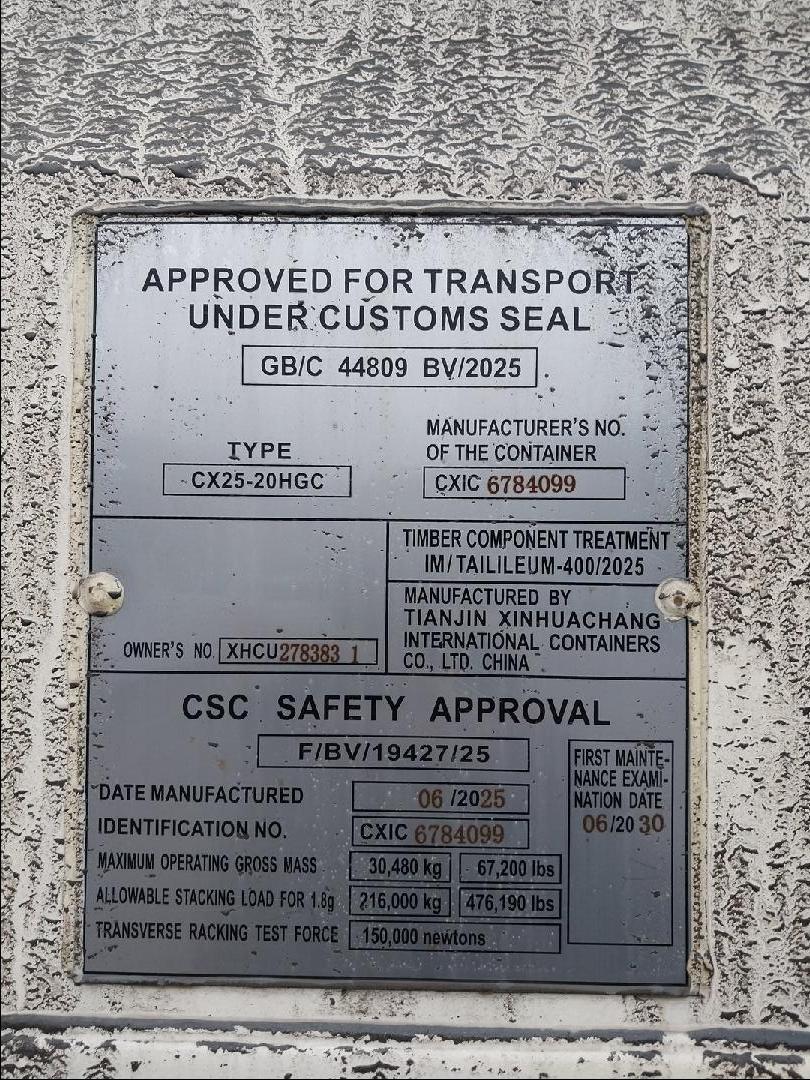 APPROVED FOR TRANSPORT
UNDER CUSTOMS SEAL
GB/C 44809 BV/2025
TYPE
CX25-20HGC
MANUFACTURER'S NO.
OF THE CONTAINER
CXIC 6784099
TIMBER COMPONENT TREATMENT
IM/TAILILEUM-400/2025
MANUFACTURED BY
TIANJIN XINHUACHANG
INTERNATIONAL CONTAINERS
CO., LTD. CHINA
OWNER'S NO. XHCU278383 1
CSC SAFETY APPROVAL
F/BV/19427/25
DATE MANUFACTURED 06 /2025
IDENTIFICATION NO. CXIC 6784099
MAXIMUM OPERATING GROSS MASS 30,480 kg 67,200 lbs
ALLOWABLE STACKING LOAD FOR 1.8g 216,000 kg 476,190 lbs
TRANSVERSE RACKING TEST FORCE 150,000 newtons
FIRST MAINTE-
NANCE EXAMI-
NATION DATE
06/20 30